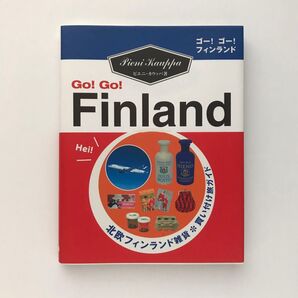 ゴー！ゴー！
フィンランド
Pieni Kauppa
ピエニ・カウッパ著
Go! Go!
Finland
Hei!
北欧フィンランド雑貨※買い付け旅ガイド